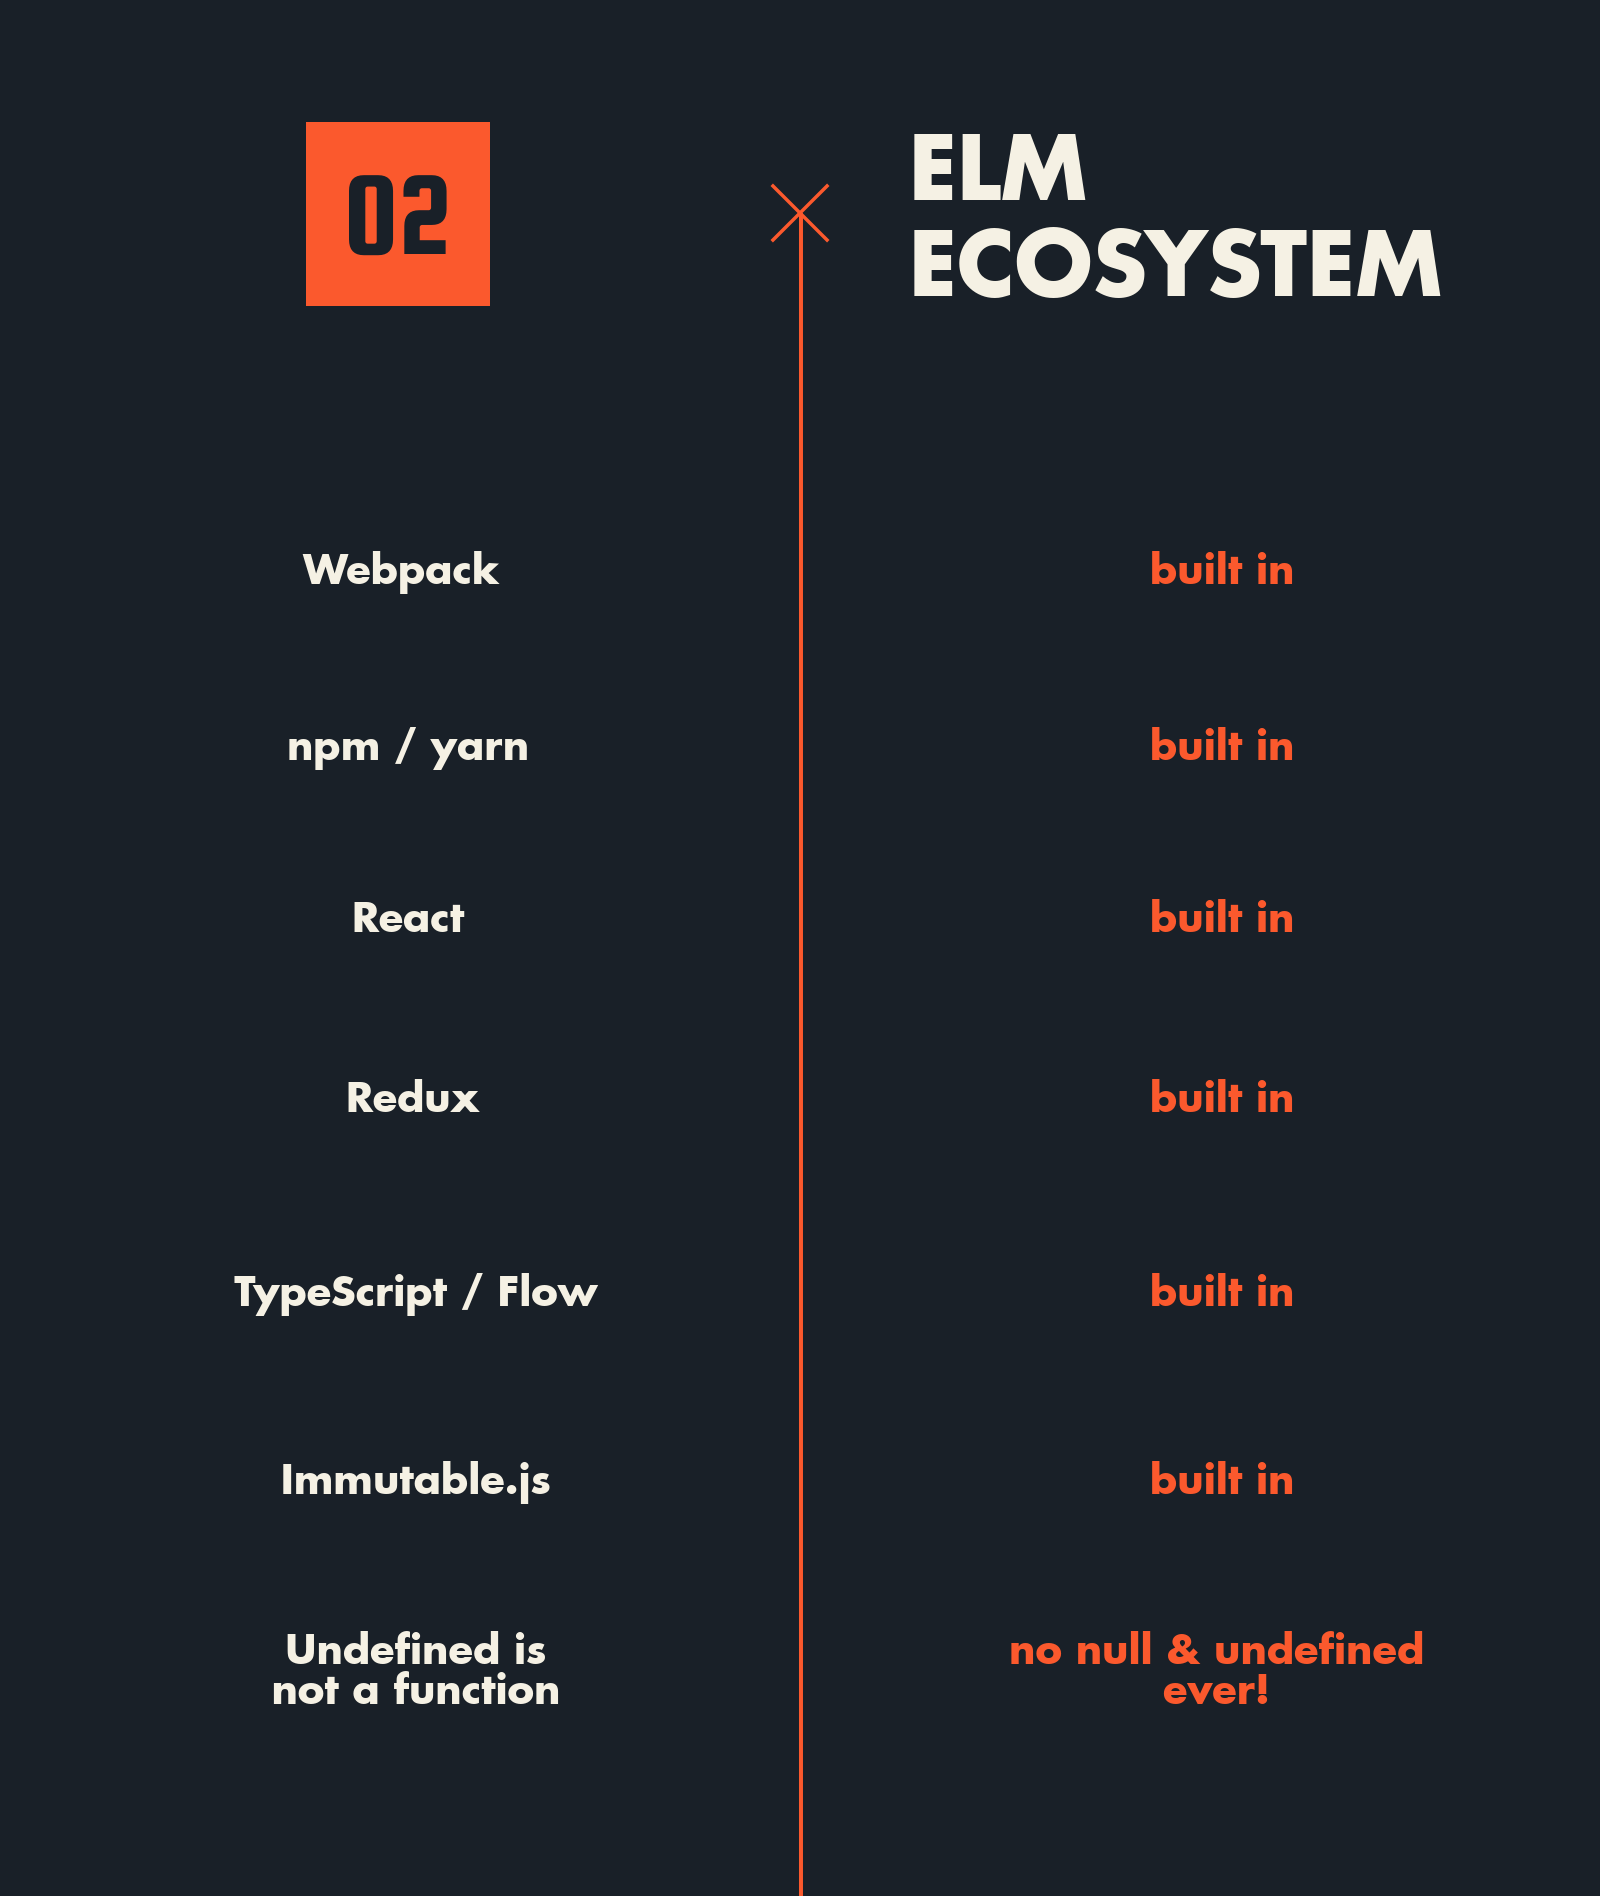 02
ELM
ECOSYSTEM
Webpack
built in
npm / yarn
built in
React
built in
Redux
built in
TypeScript / Flow
built in
Immutable.js
built in
Undefined is
not a function
no null & undefined
ever!